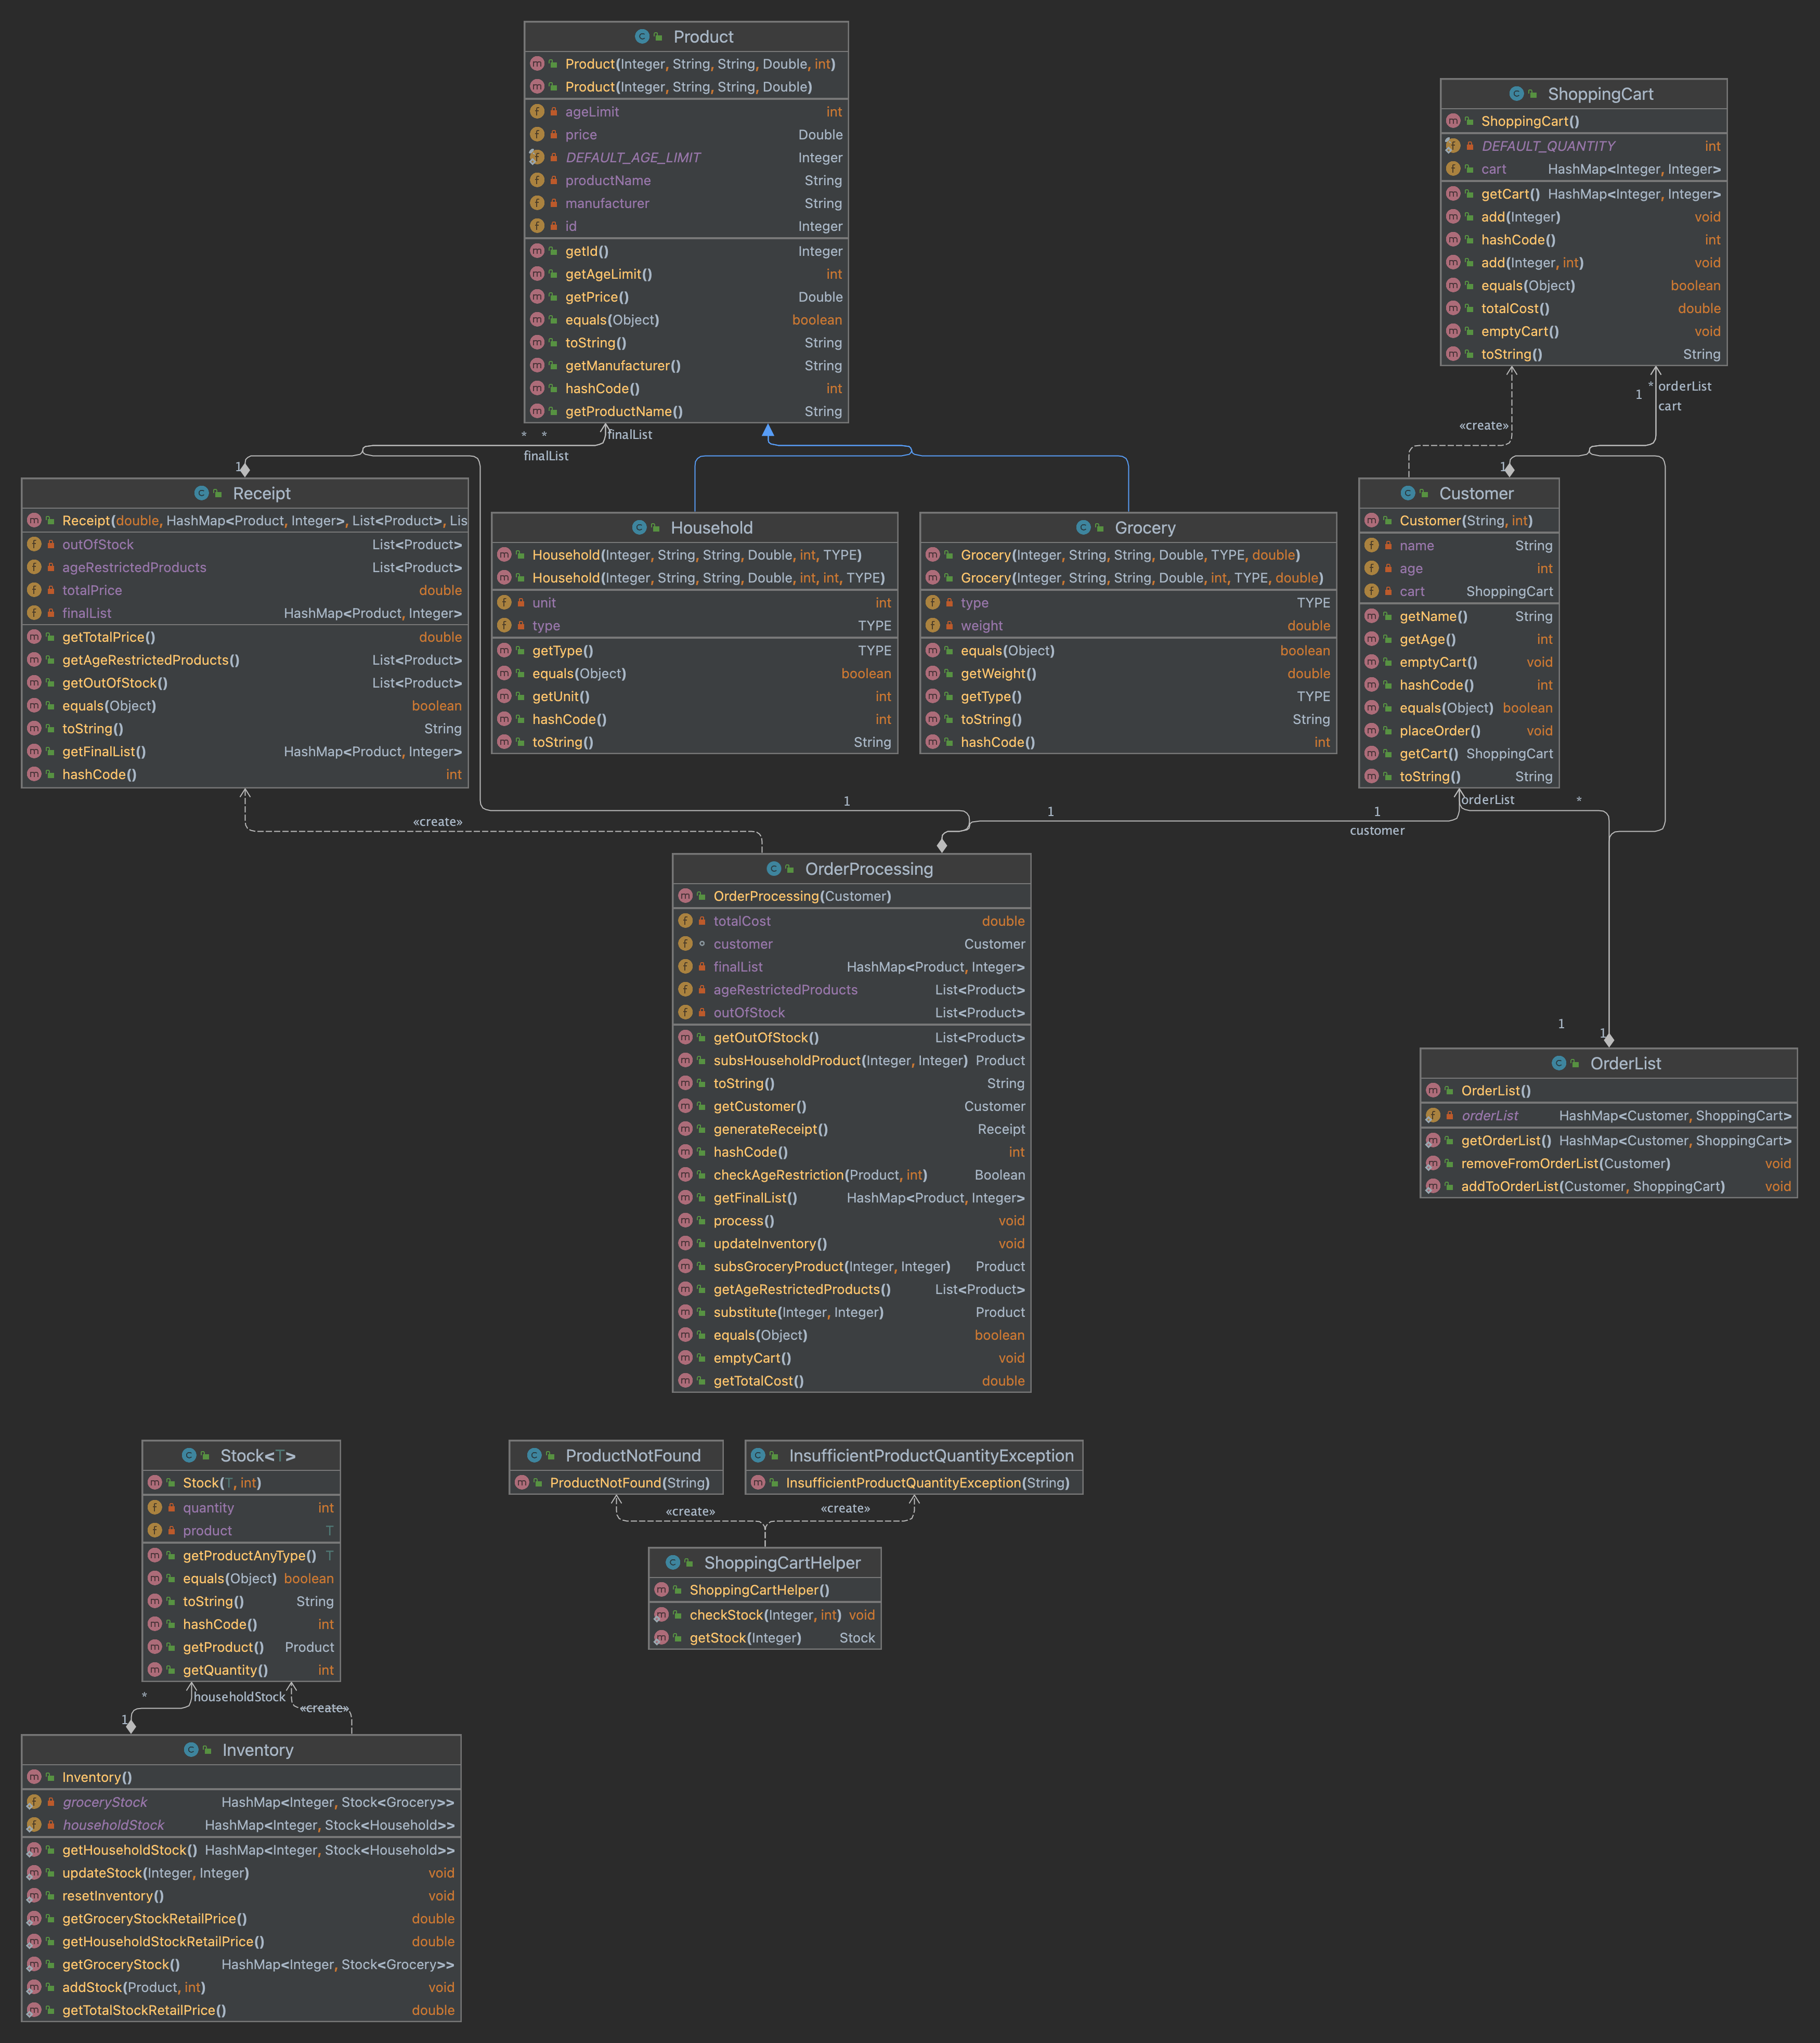 Product
Product(Integer, String, String, Double, int)
Product(Integer, String, String, Double)
ageLimit int
price Double
DEFAULT_AGE_LIMIT Integer
productName String
manufacturer String
id Integer
getId() Integer
getAgeLimit() int
getPrice() Double
equals(Object) boolean
toString() String
getManufacturer() String
hashCode() int
getProductName() String
ShoppingCart
ShoppingCart()
DEFAULT_QUANTITY int
cart HashMap<Integer, Integer>
getCart() HashMap<Integer, Integer>
add(Integer) void
hashCode() int
add(Integer, int) void
equals(Object) boolean
totalCost() double
emptyCart() void
toString() String
* * finalList
finalList
1
1 * orderList
cart
«create»
1
Receipt
Receipt(double, HashMap<Product, Integer>, List<Product>, Lis
outOfStock List<Product>
ageRestrictedProducts List<Product>
totalPrice double
finalList HashMap<Product, Integer>
getTotalPrice() double
getAgeRestrictedProducts() List<Product>
getOutOfStock() List<Product>
equals(Object) boolean
toString() String
getFinalList() HashMap<Product, Integer>
hashCode() int
Household
Household(Integer, String, String, Double, int, TYPE)
Household(Integer, String, String, Double, int, int, TYPE)
unit int
type TYPE
getType() TYPE
equals(Object) boolean
getUnit() int
hashCode() int
toString() String
Grocery
Grocery(Integer, String, String, Double, TYPE, double)
Grocery(Integer, String, String, Double, int, TYPE, double)
type TYPE
weight double
equals(Object) boolean
getWeight() double
getType() TYPE
toString() String
hashCode() int
Customer
Customer(String, int)
name String
age int
cart ShoppingCart
getName() String
getAge() int
emptyCart() void
hashCode() int
equals(Object) boolean
placeOrder() void
getCart() ShoppingCart
toString() String
«create»
1
1
1
customer
orderList *
OrderProcessing
OrderProcessing(Customer)
totalCost double
customer Customer
finalList HashMap<Product, Integer>
ageRestrictedProducts List<Product>
outOfStock List<Product>
getOutOfStock() List<Product>
subsHouseholdProduct(Integer, Integer) Product
toString() String
getCustomer() Customer
generateReceipt() Receipt
hashCode() int
checkAgeRestriction(Product, int) Boolean
getFinalList() HashMap<Product, Integer>
process() void
updateInventory() void
subsGroceryProduct(Integer, Integer) Product
getAgeRestrictedProducts() List<Product>
substitute(Integer, Integer) Product
equals(Object) boolean
emptyCart() void
getTotalCost() double
1 1
OrderList
OrderList()
orderList HashMap<Customer, ShoppingCart>
getOrderList() HashMap<Customer, ShoppingCart>
removeFromOrderList(Customer) void
addToOrderList(Customer, ShoppingCart) void
Stock<T>
Stock(T, int)
quantity int
product T
getProductAnyType() T
equals(Object) boolean
toString() String
hashCode() int
getProduct() Product
getQuantity() int
ProductNotFound
ProductNotFound(String)
InsufficientProductQuantityException
InsufficientProductQuantityException(String)
«create»
«create»
ShoppingCartHelper
ShoppingCartHelper()
checkStock(Integer, int) void
getStock(Integer) Stock
* householdStock
«create»
1
Inventory
Inventory()
groceryStock HashMap<Integer, Stock<Grocery>>
householdStock HashMap<Integer, Stock<Household>>
getHouseholdStock() HashMap<Integer, Stock<Household>>
updateStock(Integer, Integer) void
resetInventory() void
getGroceryStockRetailPrice() double
getHouseholdStockRetailPrice() double
getGroceryStock() HashMap<Integer, Stock<Grocery>>
addStock(Product, int) void
getTotalStockRetailPrice() double